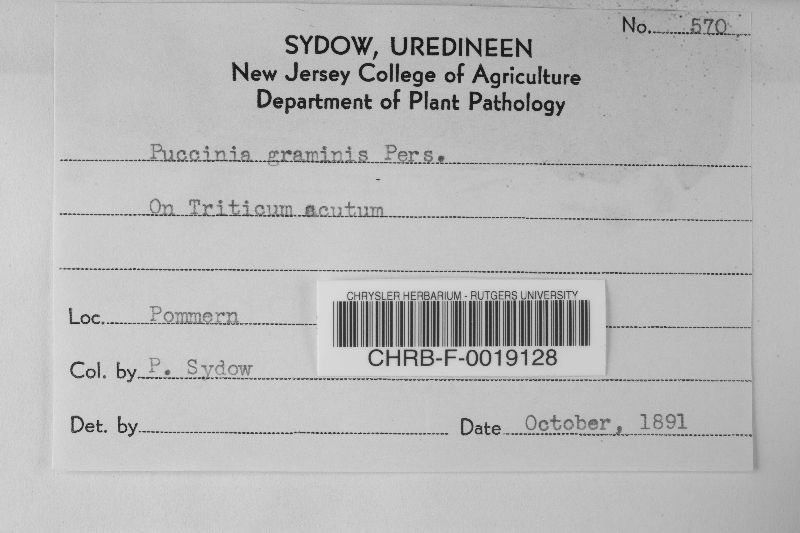 No. 570
SYDOW, UREDINEEN
New Jersey College of Agriculture
Department of Plant Pathology
Puccinia graminis Pers.
On Triticum acutum
Loc. Pommern
CHRYSLER HERBARIUM - RUTGERS UNIVERSITY
CHRB-F-0019128
Col. by P. Sydow
Det. by
Date October, 1891